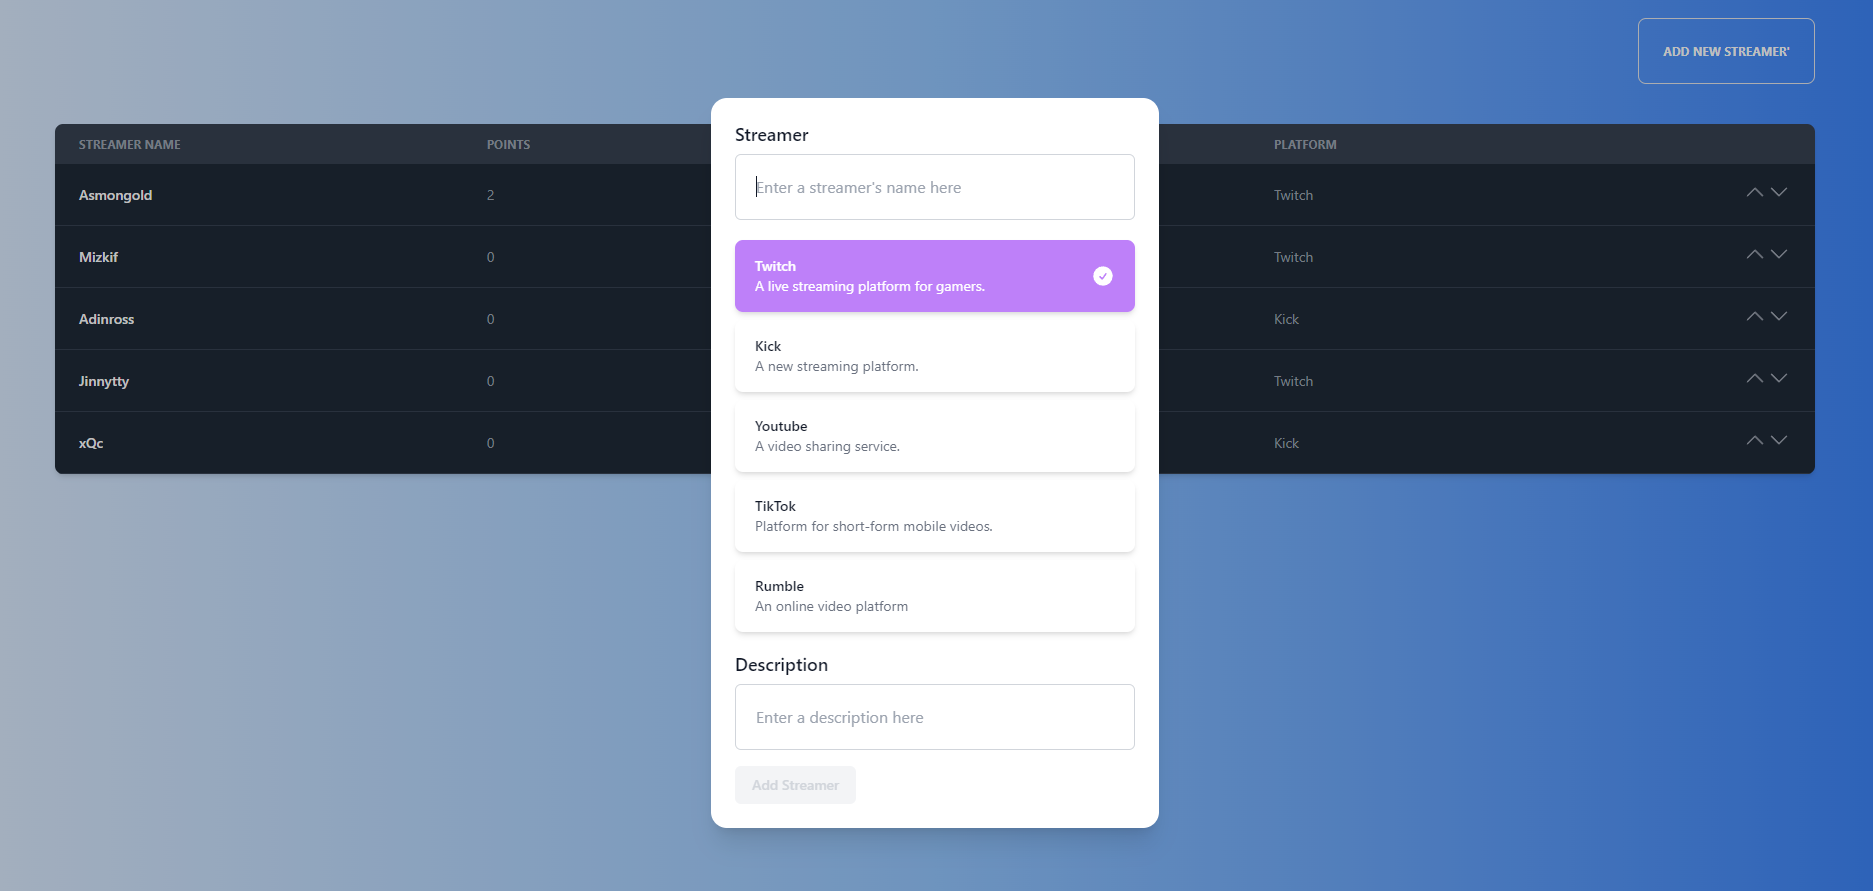 ADD NEW STREAMER'
STREAMER NAME POINTS PLATFORM
Asmongold 2 Twitch
Mizkif 0 Twitch
Adinross 0 Kick
Jinnytty 0 Twitch
xQc 0 Kick
Streamer
Enter a streamer's name here
Twitch
A live streaming platform for gamers.
Kick
A new streaming platform.
Youtube
A video sharing service.
TikTok
Platform for short-form mobile videos.
Rumble
An online video platform
Description
Enter a description here
Add Streamer